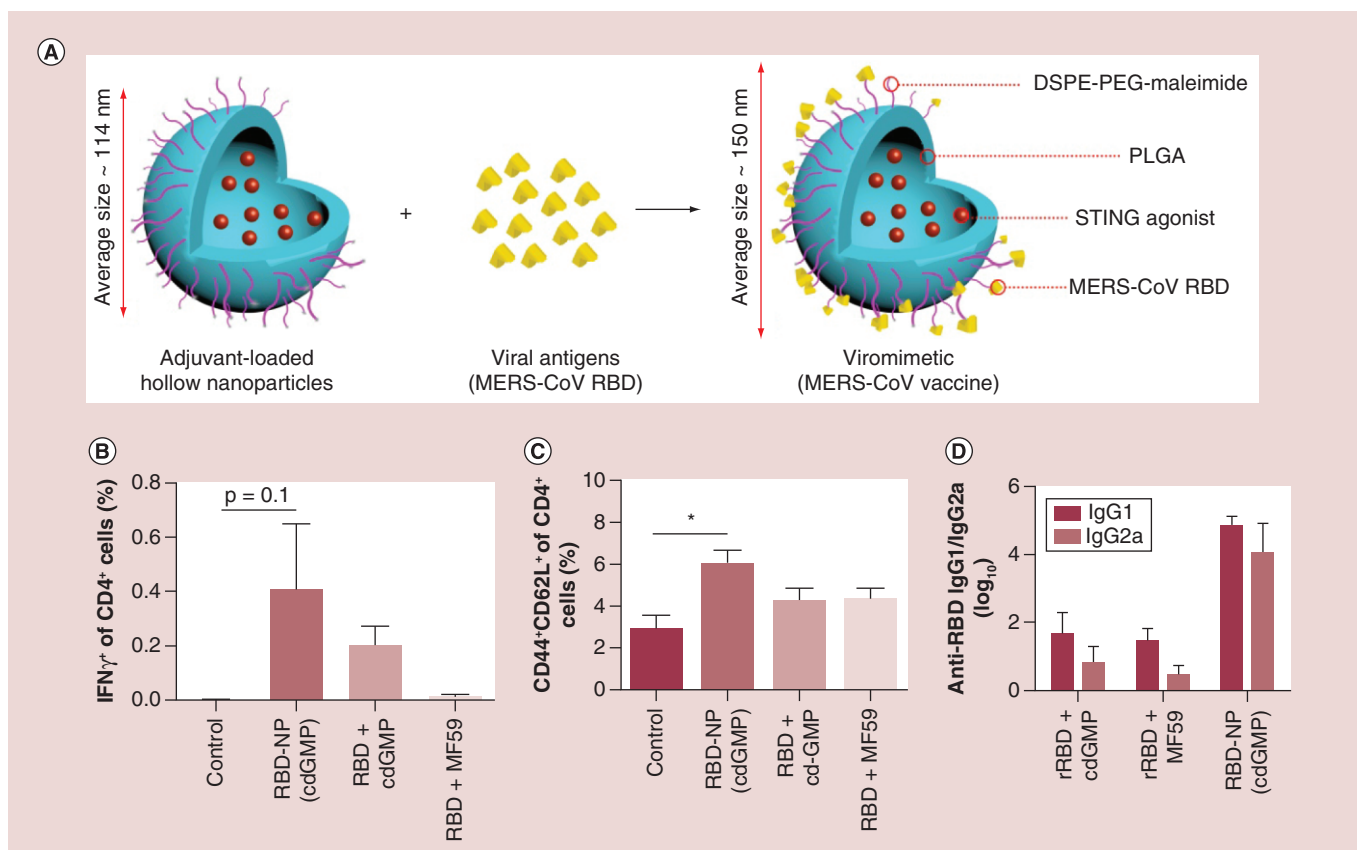 A
Average size ~ 114 nm
+
Average size ~ 150 nm
DSPE-PEG-maleimide
PLGA
STING agonist
MERS-CoV RBD
Adjuvant-loaded
hollow nanoparticles
Viral antigens
(MERS-CoV RBD)
Viromimetic
(MERS-CoV vaccine)
B
IFNγ⁺ of CD4⁺ cells (%)
0.8
0.6
0.4
0.2
0.0
p = 0.1
Control
RBD-NP
(cdGMP)
RBD +
cdGMP
RBD + MF59
C
CD44⁺CD62L⁺ of CD4⁺
cells (%)
10
8
6
4
2
0
*
Control
RBD-NP
(cdGMP)
RBD +
cd-GMP
RBD + MF59
D
Anti-RBD IgG1/IgG2a
(log₁₀)
6
4
2
0
IgG1
IgG2a
rRBD +
cdGMP
rRBD +
MF59
RBD-NP
(cdGMP)